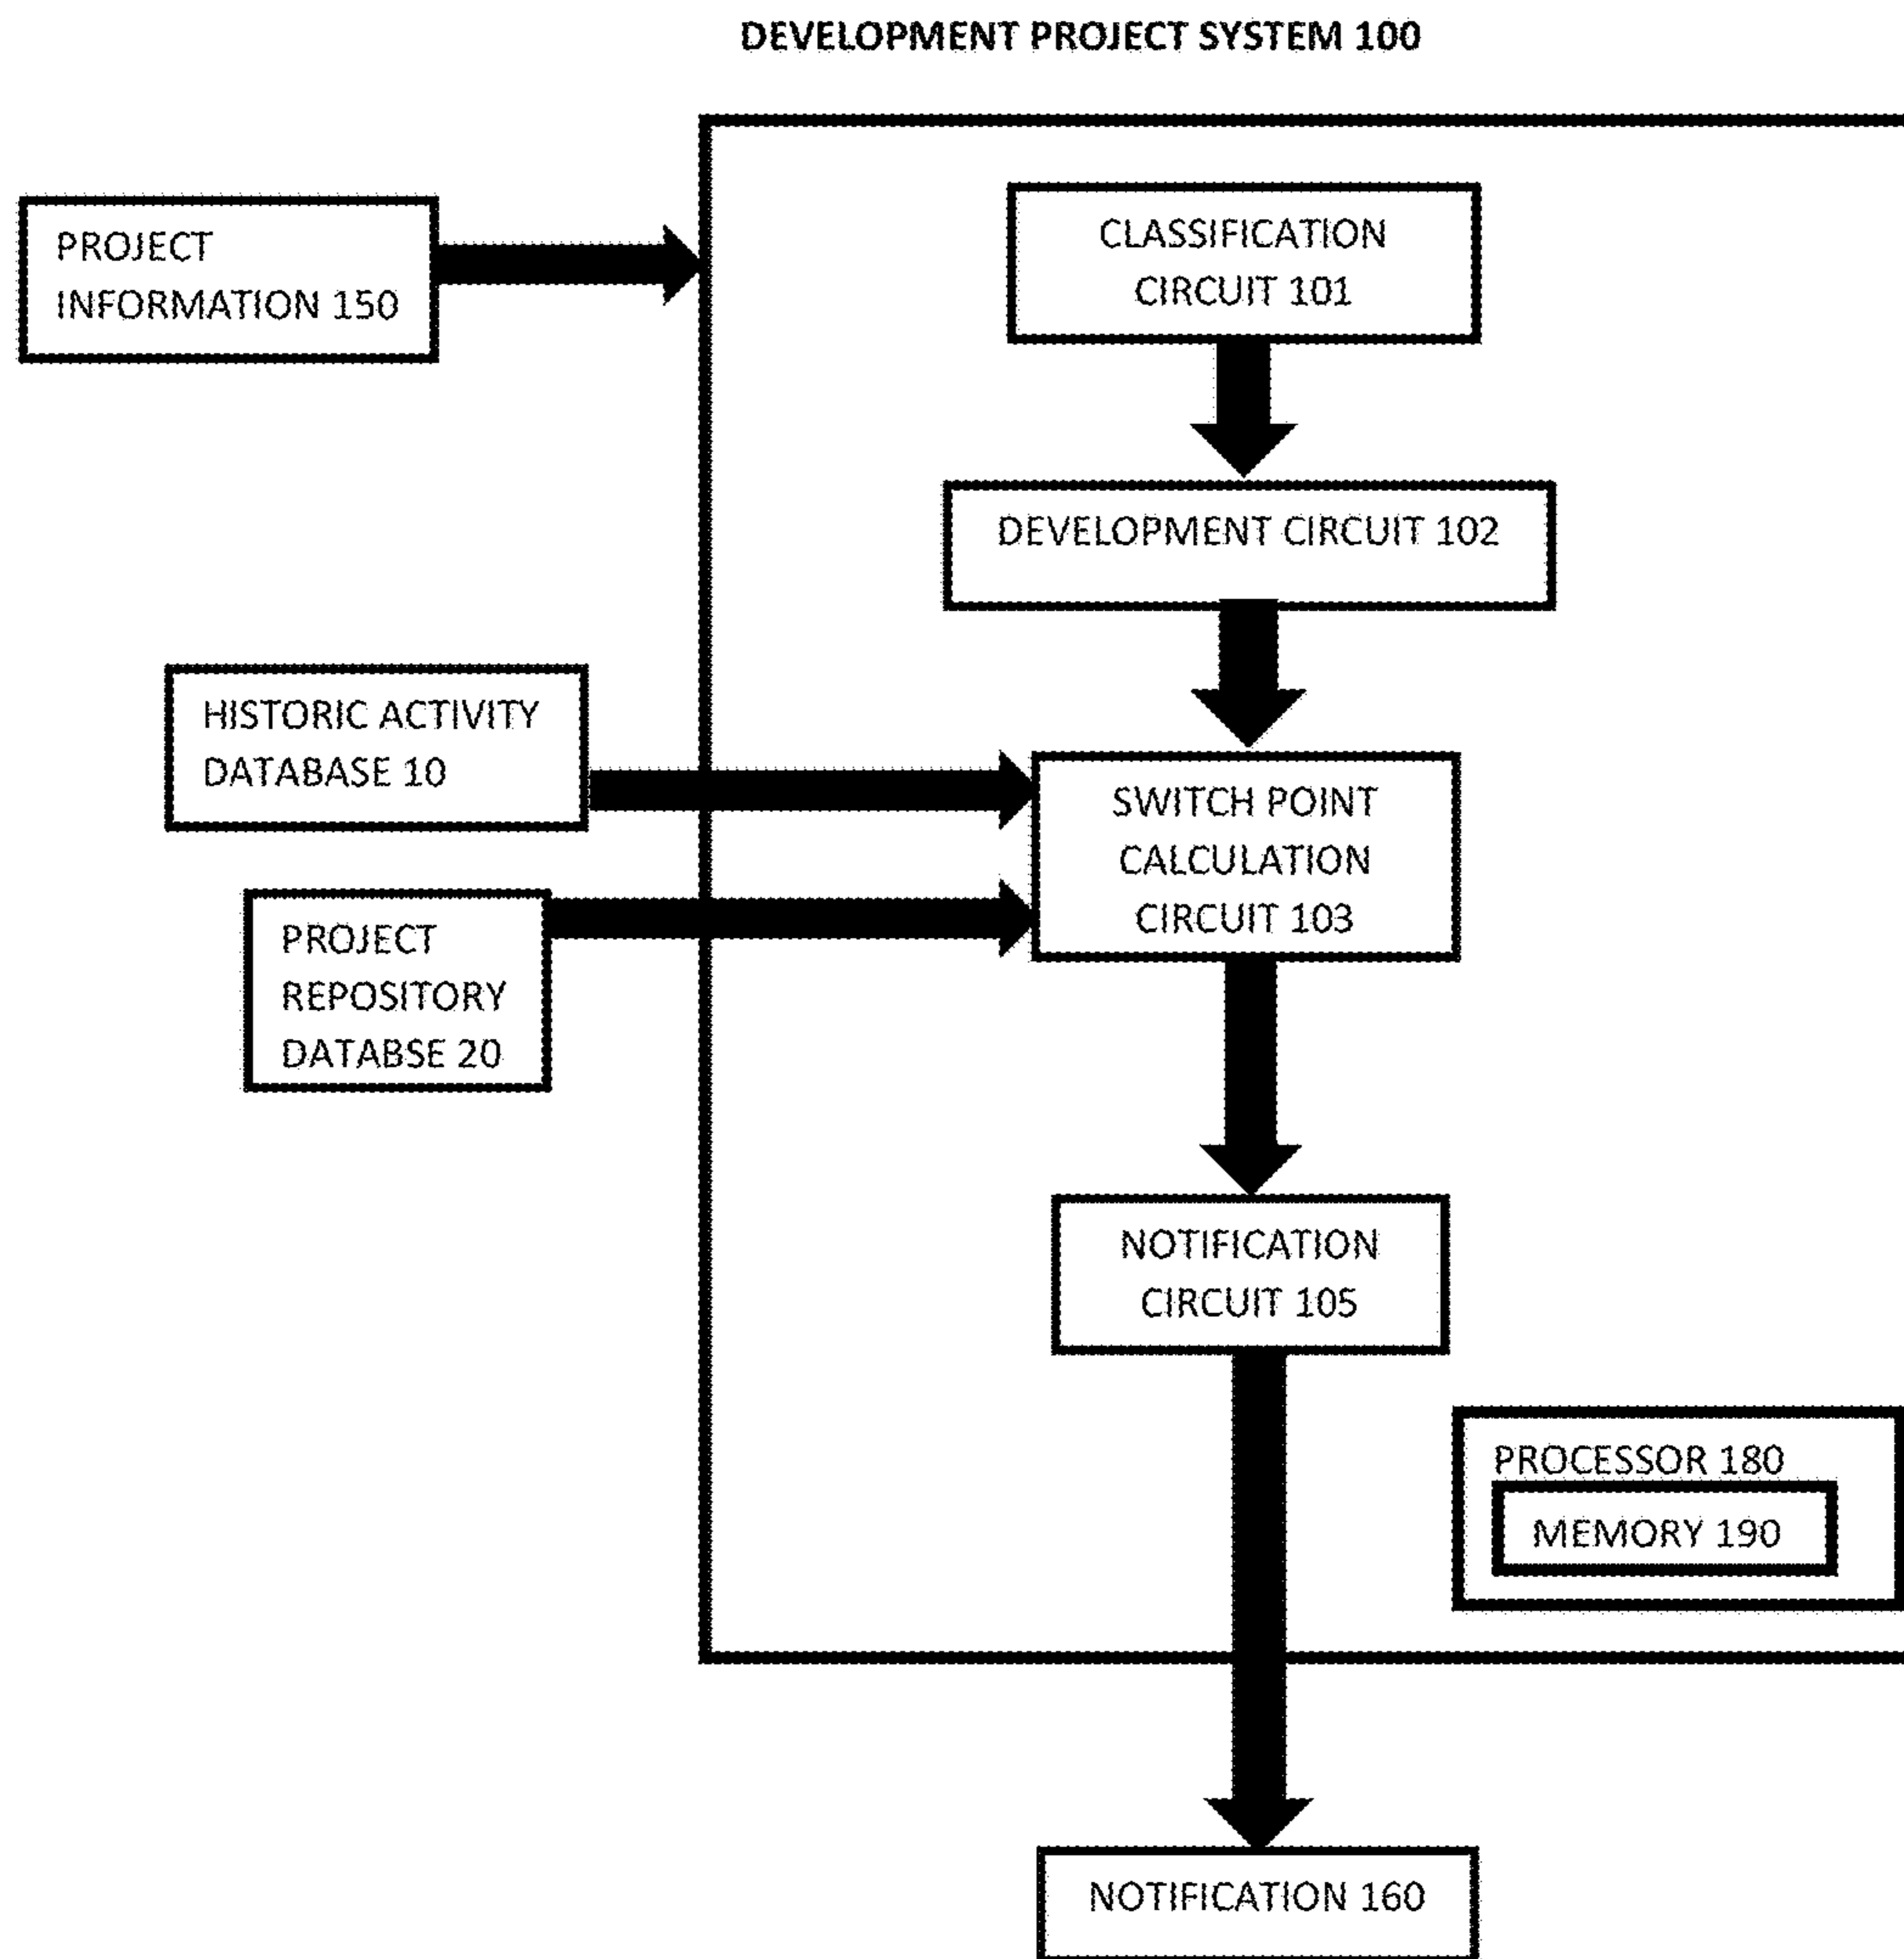 DEVELOPMENT PROJECT SYSTEM 100
PROJECT
INFORMATION 150
CLASSIFICATION
CIRCUIT 101
DEVELOPMENT CIRCUIT 102
HISTORIC ACTIVITY
DATABASE 10
SWITCH POINT
CALCULATION
CIRCUIT 103
PROJECT
REPOSITORY
DATABSE 20
NOTIFICATION
CIRCUIT 105
PROCESSOR 180
MEMORY 190
NOTIFICATION 160